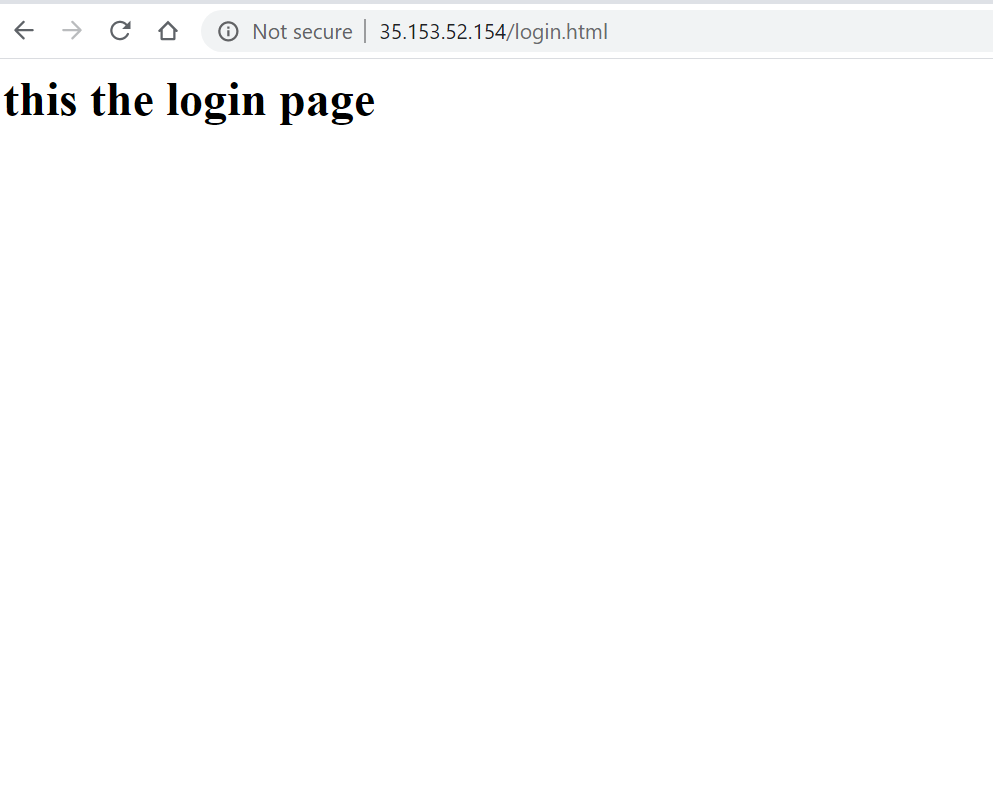 Not secure | 35.153.52.154/login.html
this the login page